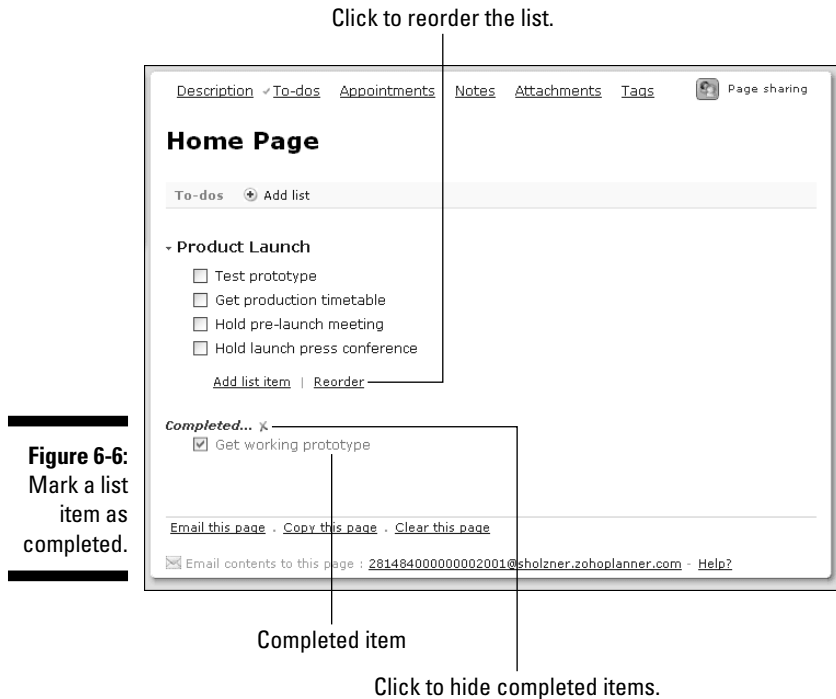 Click to reorder the list.
Description To-dos Appointments Notes Attachments Tags Page sharing
Home Page
To-dos Add list
Product Launch
Test prototype
Get production timetable
Hold pre-launch meeting
Hold launch press conference
Add list item | Reorder
Completed...
Get working prototype
Email this page . Copy this page . Clear this page
Email contents to this page : 281484000000002001@sholzner.zohoplanner.com - Help?
Figure 6-6:
Mark a list
item as
completed.
Completed item
Click to hide completed items.